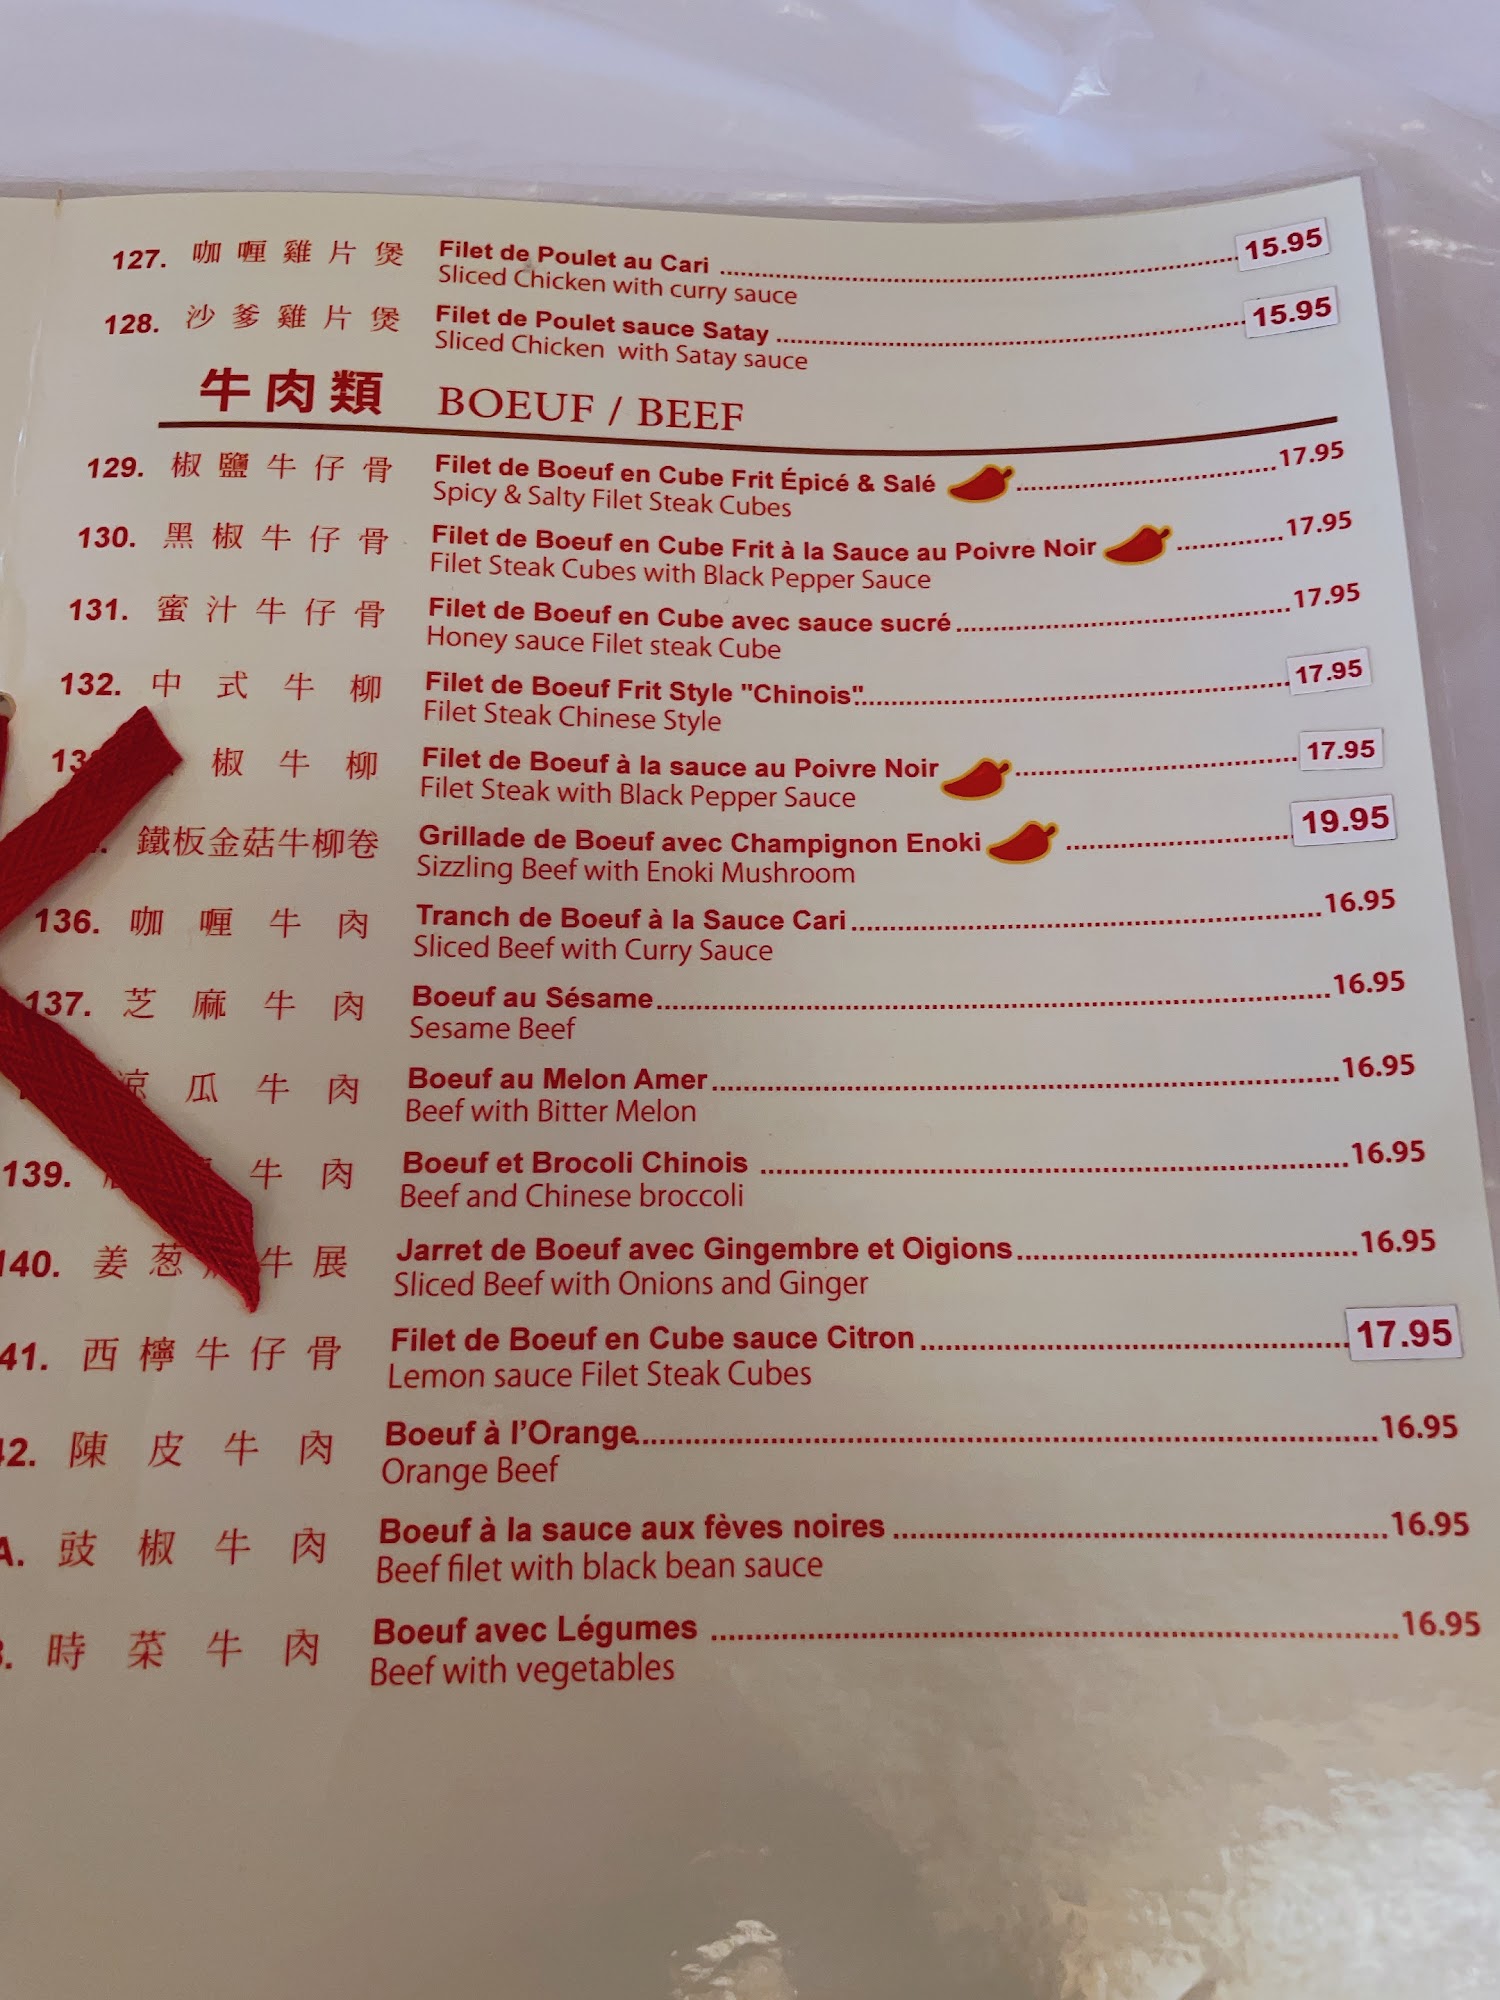 127. 咖喱雞片煲 Filet de Poulet au Cari 15.95
Sliced Chicken with curry sauce
128. 沙爹雞片煲 Filet de Poulet sauce Satay 15.95
Sliced Chicken with Satay sauce
牛肉類 BOEUF / BEEF
129. 椒鹽牛仔骨 Filet de Boeuf en Cube Frit Épicé & Salé 17.95
Spicy & Salty Filet Steak Cubes
130. 黑椒牛仔骨 Filet de Boeuf en Cube Frit à la Sauce au Poivre Noir 17.95
Filet Steak Cubes with Black Pepper Sauce
131. 蜜汁牛仔骨 Filet de Boeuf en Cube avec sauce sucré 17.95
Honey sauce Filet steak Cube
132. 中式牛柳 Filet de Boeuf Frit Style "Chinois" 17.95
Filet Steak Chinese Style
椒牛柳 Filet de Boeuf à la sauce au Poivre Noir 17.95
Filet Steak with Black Pepper Sauce
鐵板金菇牛柳卷 Grillade de Boeuf avec Champignon Enoki 19.95
Sizzling Beef with Enoki Mushroom
136. 咖喱牛肉 Tranch de Boeuf à la Sauce Cari 16.95
Sliced Beef with Curry Sauce
137. 芝麻牛肉 Boeuf au Sésame 16.95
Sesame Beef
涼瓜牛肉 Boeuf au Melon Amer 16.95
Beef with Bitter Melon
139. 牛肉 Boeuf et Brocoli Chinois 16.95
Beef and Chinese broccoli
140. 姜葱 牛展 Jarret de Boeuf avec Gingembre et Oigions 16.95
Sliced Beef with Onions and Ginger
41. 西檸牛仔骨 Filet de Boeuf en Cube sauce Citron 17.95
Lemon sauce Filet Steak Cubes
42. 陳皮牛肉 Boeuf à l'Orange 16.95
Orange Beef
A. 豉椒牛肉 Boeuf à la sauce aux fèves noires 16.95
Beef filet with black bean sauce
時菜牛肉 Boeuf avec Légumes 16.95
Beef with vegetables